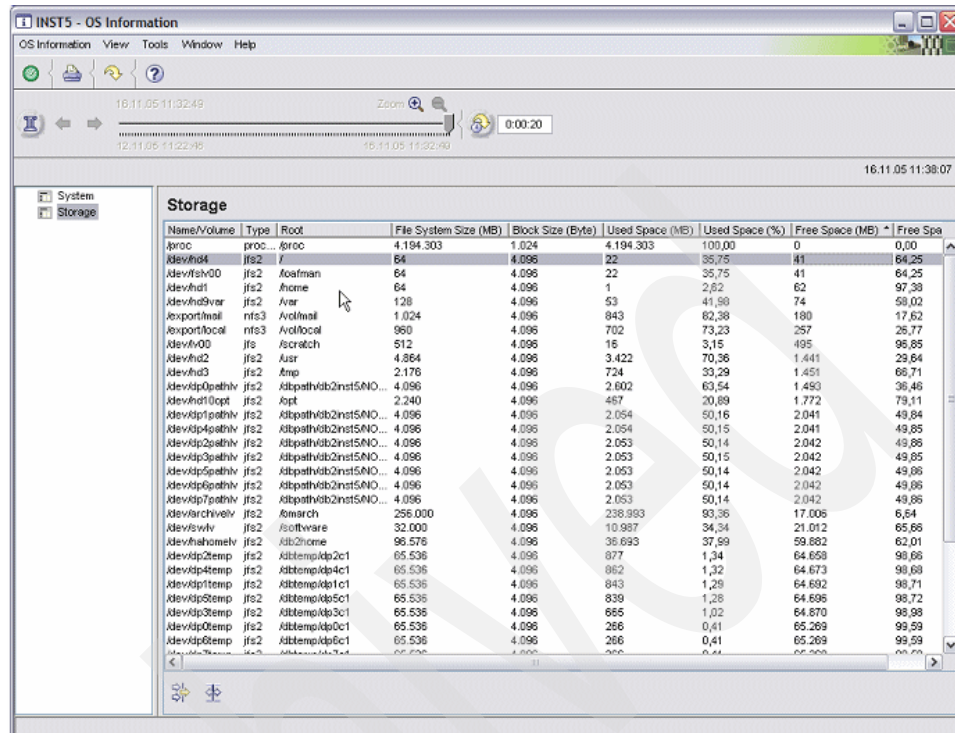 INST5 - OS Information
OS Information View Tools Window Help
16.11.05 11:32:49 Zoom
0:00:20
12.11.05 11:22:46 16.11.05 11:32:49
16.11.05 11:38:07
System
Storage
Storage
Name/Volume Type Root File System Size (MB) Block Size (Byte) Used Space (MB) Used Space (%) Free Space (MB) Free Spa
/proc proc... /proc 4.194.303 1.024 4.194.303 100,00 0 0,00
/dev/hd4 jfs2 / 64 4.096 22 35,75 41 64,25
/dev/fslv00 jfs2 /loafman 64 4.096 22 35,75 41 64,25
/dev/hd1 jfs2 /home 64 4.096 1 2,62 62 97,38
/dev/hd9var jfs2 /var 128 4.096 53 41,98 74 58,02
/export/mail nfs3 /vol/mail 1.024 4.096 843 82,38 180 17,62
/export/local nfs3 /vol/local 960 4.096 702 73,23 257 26,77
/dev/lv00 jfs /scratch 512 4.096 16 3,15 495 96,85
/dev/hd2 jfs2 /usr 4.864 4.096 3.422 70,36 1.441 29,64
/dev/hd3 jfs2 /tmp 2.176 4.096 724 33,29 1.451 66,71
/dev/dp0pathlv jfs2 /dbpath/db2inst5/NO... 4.096 4.096 2.602 63,54 1.493 36,46
/dev/hd10opt jfs2 /opt 2.240 4.096 467 20,89 1.772 79,11
/dev/dp1pathlv jfs2 /dbpath/db2inst5/NO... 4.096 4.096 2.054 50,16 2.041 49,84
/dev/dp4pathlv jfs2 /dbpath/db2inst5/NO... 4.096 4.096 2.054 50,15 2.041 49,85
/dev/dp2pathlv jfs2 /dbpath/db2inst5/NO... 4.096 4.096 2.053 50,14 2.042 49,86
/dev/dp3pathlv jfs2 /dbpath/db2inst5/NO... 4.096 4.096 2.053 50,15 2.042 49,85
/dev/dp5pathlv jfs2 /dbpath/db2inst5/NO... 4.096 4.096 2.053 50,14 2.042 49,86
/dev/dp6pathlv jfs2 /dbpath/db2inst5/NO... 4.096 4.096 2.053 50,14 2.042 49,86
/dev/dp7pathlv jfs2 /dbpath/db2inst5/NO... 4.096 4.096 2.053 50,14 2.042 49,86
/dev/archivelv jfs2 /omarch 256.000 4.096 238.993 93,36 17.006 6,64
/dev/swlv jfs2 /software 32.000 4.096 10.987 34,34 21.012 65,66
/dev/hahomelv jfs2 /db2home 96.576 4.096 36.693 37,99 59.882 62,01
/dev/dp2temp jfs2 /dbtemp/dp2c1 65.536 4.096 877 1,34 64.658 98,66
/dev/dp4temp jfs2 /dbtemp/dp4c1 65.536 4.096 862 1,32 64.673 98,68
/dev/dp1temp jfs2 /dbtemp/dp1c1 65.536 4.096 843 1,29 64.692 98,71
/dev/dp5temp jfs2 /dbtemp/dp5c1 65.536 4.096 839 1,28 64.696 98,72
/dev/dp3temp jfs2 /dbtemp/dp3c1 65.536 4.096 665 1,02 64.870 98,98
/dev/dp0temp jfs2 /dbtemp/dp0c1 65.536 4.096 266 0,41 65.269 99,59
/dev/dp6temp jfs2 /dbtemp/dp6c1 65.536 4.096 266 0,41 65.269 99,59